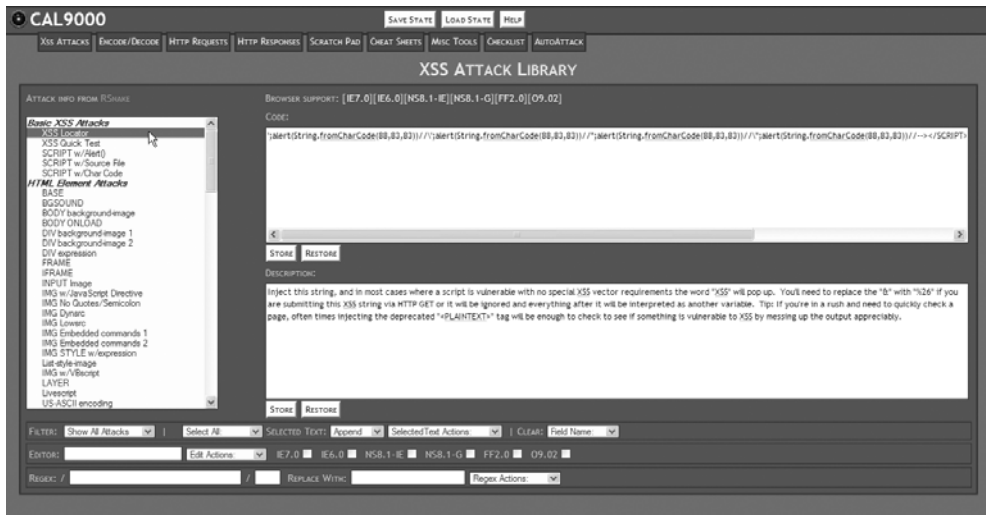 CAL9000 SAVE STATE LOAD STATE HELP
XSS ATTACKS ENCODE/DECODE HTTP REQUESTS HTTP RESPONSES SCRATCH PAD CHEAT SHEETS MISC TOOLS CHECKLIST AUTOATTACK
XSS ATTACK LIBRARY
ATTACK INFO FROM RSNAKE
BROWSER SUPPORT: [IE7.0][IE6.0][NS8.1-IE][NS8.1-G][FF2.0][O9.02]
CODE:
Basic XSS Attacks
XSS Locator
XSS Quick Test
SCRIPT w/Alert()
SCRIPT w/Source File
SCRIPT w/Char Code
HTML Element Attacks
BASE
BGSOUND
BODY background-image
BODY ONLOAD
DIV background-image 1
DIV background-image 2
DIV expression
FRAME
IFRAME
INPUT Image
IMG w/JavaScript Directive
IMG No Quotes/Semicolon
IMG Dynsrc
IMG Lowsrc
IMG Embedded commands 1
IMG Embedded commands 2
IMG STYLE w/expression
List-style-image
IMG w/VBscript
LAYER
Livescript
US-ASCII encoding
';alert(String.fromCharCode(88,83,83))//\';alert(String.fromCharCode(88,83,83))//";alert(String.fromCharCode(88,83,83))//\";alert(String.fromCharCode(88,83,83))//--></SCRIPT>
STORE RESTORE
DESCRIPTION:
Inject this string, and in most cases where a script is vulnerable with no special XSS vector requirements the word "XSS" will pop up. You'll need to replace the "&" with "%26" if you
are submitting this XSS string via HTTP GET or it will be ignored and everything after it will be interpreted as another variable. Tip: If you're in a rush and need to quickly check a
page, often times injecting the deprecated "<PLAINTEXT>" tag will be enough to check to see if something is vulnerable to XSS by messing up the output appreciably.
STORE RESTORE
FILTER: Show All Attacks | Select All: SELECTED TEXT: Append SelectedText Actions: | CLEAR: Field Name:
EDITOR: Edit Actions: IE7.0 IE6.0 NS8.1-IE NS8.1-G FF2.0 O9.02
REGEX: / / REPLACE WITH: Regex Actions: